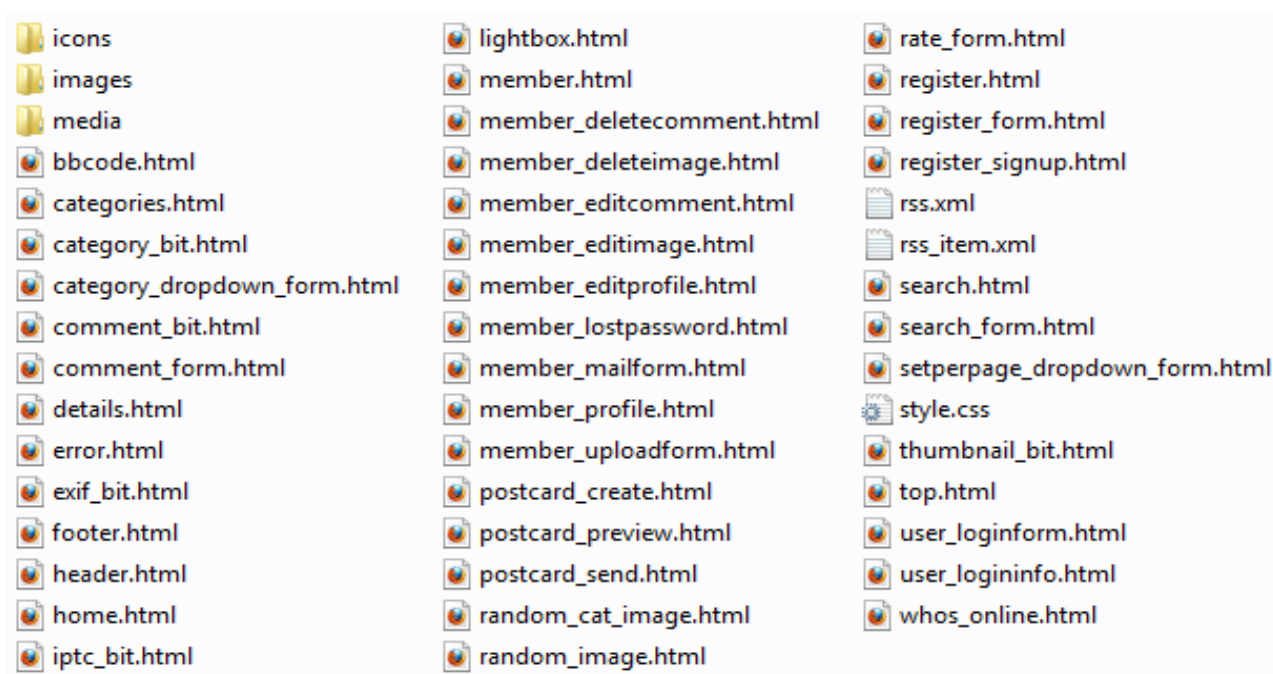 icons
images
media
bbcode.html
categories.html
category_bit.html
category_dropdown_form.html
comment_bit.html
comment_form.html
details.html
error.html
exif_bit.html
footer.html
header.html
home.html
iptc_bit.html
lightbox.html
member.html
member_deletecomment.html
member_deleteimage.html
member_editcomment.html
member_editimage.html
member_editprofile.html
member_lostpassword.html
member_mailform.html
member_profile.html
member_uploadform.html
postcard_create.html
postcard_preview.html
postcard_send.html
random_cat_image.html
random_image.html
rate_form.html
register.html
register_form.html
register_signup.html
rss.xml
rss_item.xml
search.html
search_form.html
setperpage_dropdown_form.html
style.css
thumbnail_bit.html
top.html
user_loginform.html
user_logininfo.html
whos_online.html